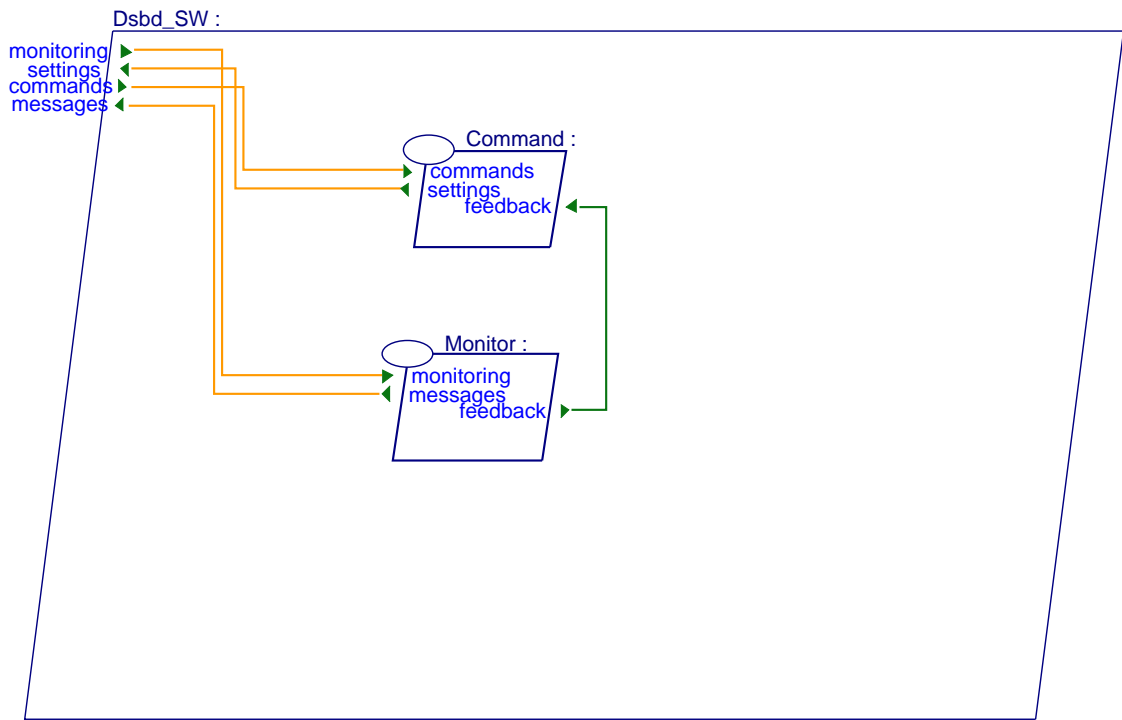 Dsbd_SW :
monitoring
settings
commands
messages
Command :
commands
settings
feedback
Monitor :
monitoring
messages
feedback